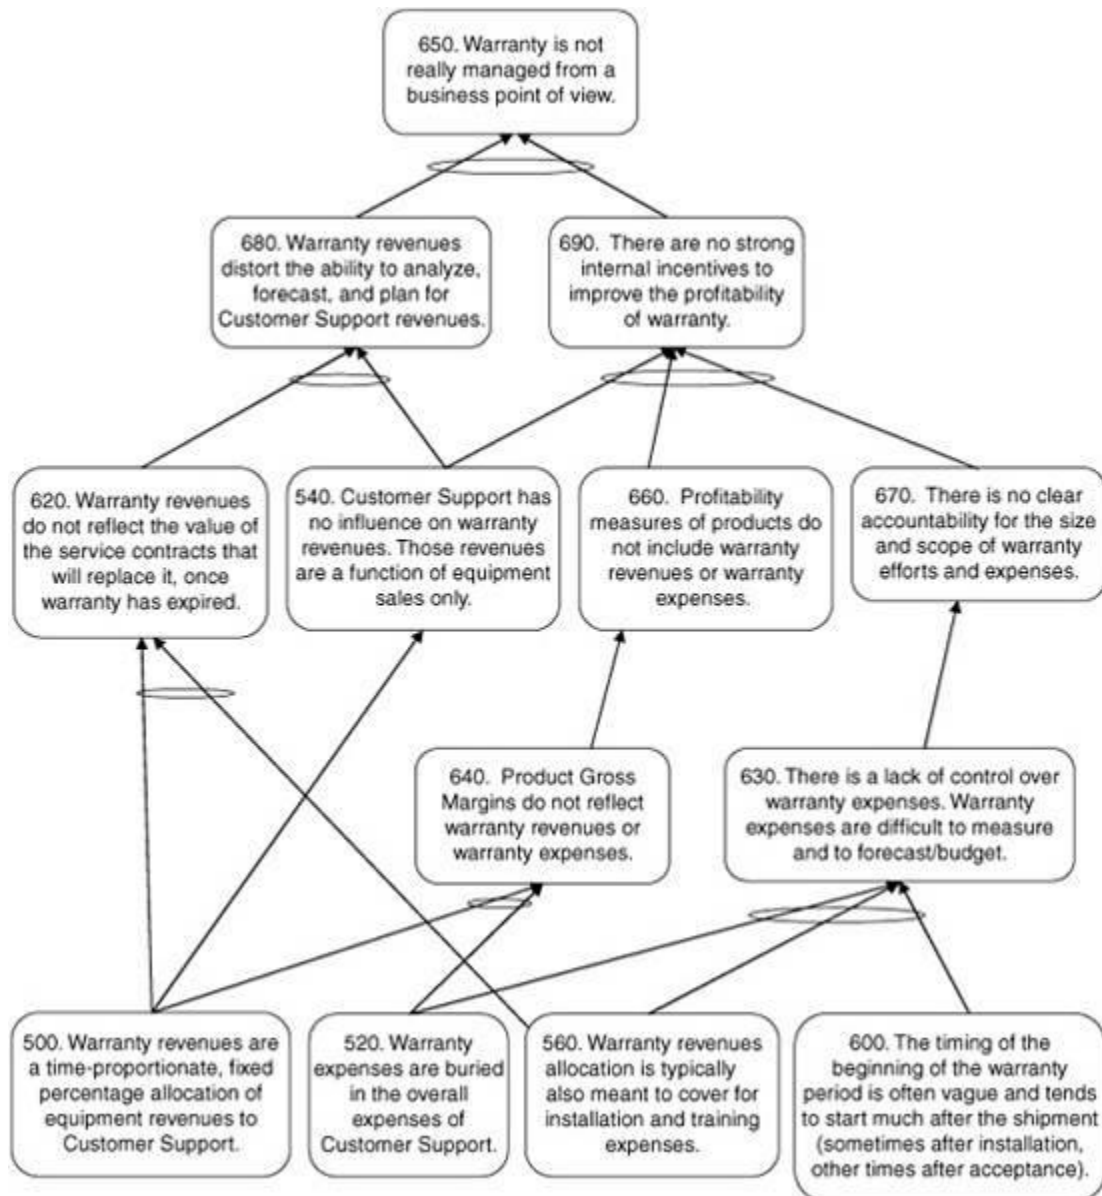 650. Warranty is not
really managed from a
business point of view.
680. Warranty revenues
distort the ability to analyze,
forecast, and plan for
Customer Support revenues.
690. There are no strong
internal incentives to
improve the profitability
of warranty.
620. Warranty revenues
do not reflect the value of
the service contracts that
will replace it, once
warranty has expired.
540. Customer Support has
no influence on warranty
revenues. Those revenues
are a function of equipment
sales only.
660. Profitability
measures of products do
not include warranty
revenues or warranty
expenses.
670. There is no clear
accountability for the size
and scope of warranty
efforts and expenses.
640. Product Gross
Margins do not reflect
warranty revenues or
warranty expenses.
630. There is a lack of control over
warranty expenses. Warranty
expenses are difficult to measure
and to forecast/budget.
500. Warranty revenues are
a time-proportionate, fixed
percentage allocation of
equipment revenues to
Customer Support.
520. Warranty
expenses are buried
in the overall
expenses of
Customer Support.
560. Warranty revenues
allocation is typically
also meant to cover for
installation and training
expenses.
600. The timing of the
beginning of the warranty
period is often vague and tends
to start much after the shipment
(sometimes after installation,
other times after acceptance).